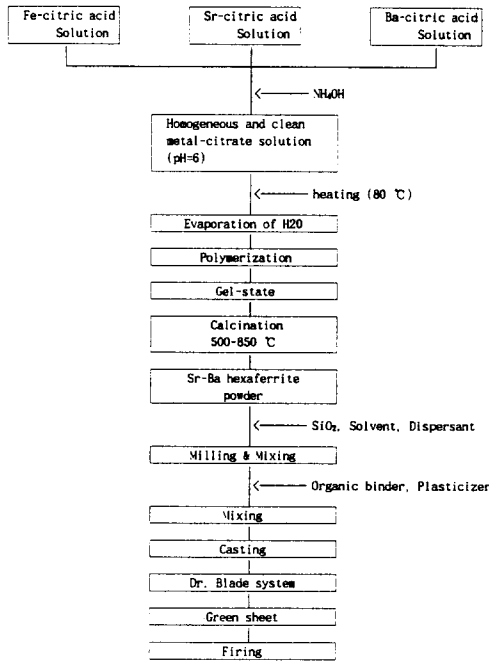 Fe-citric acid
Solution
Sr-citric acid
Solution
Ba-citric acid
Solution
NH₄OH
Homogeneous and clean
metal-citrate solution
(pH=6)
heating (80 ℃)
Evaporation of H2O
Polymerization
Gel-state
Calcination
500-850 ℃
Sr-Ba hexaferrite
powder
SiO₂, Solvent, Dispersant
Milling & Mixing
Organic binder, Plasticizer
Mixing
Casting
Dr. Blade system
Green sheet
Firing